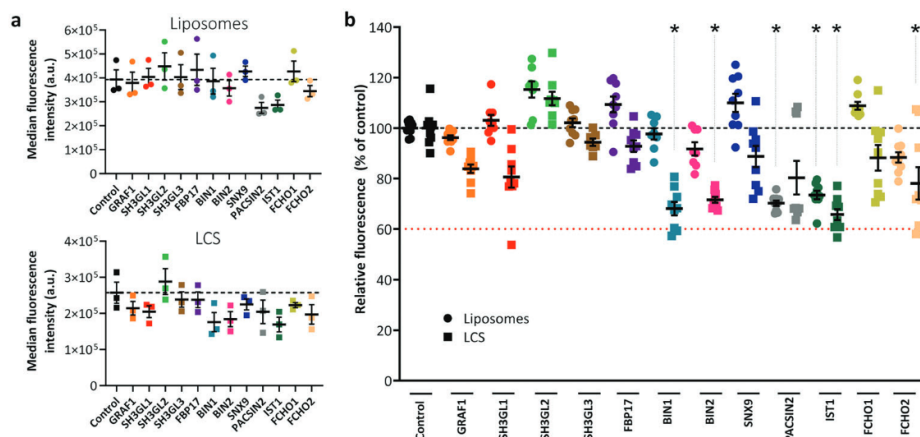 a
Liposomes
Median fluorescence
intensity (a.u.)
6×10⁵
5×10⁵
4×10⁵
3×10⁵
2×10⁵
1×10⁵
0
Control
GRAF1
SH3GL1
SH3GL2
SH3GL3
FBP17
BIN1
BIN2
SNX9
PACSIN2
IST1
FCHO1
FCHO2
LCS
Median fluorescence
intensity (a.u.)
4×10⁵
3×10⁵
2×10⁵
1×10⁵
0
Control
GRAF1
SH3GL1
SH3GL2
SH3GL3
FBP17
BIN1
BIN2
SNX9
PACSIN2
IST1
FCHO1
FCHO2
b
* * * * * *
Relative fluorescence (% of control)
140
120
100
80
60
40
20
0
Liposomes
LCS
Control
GRAF1
SH3GL1
SH3GL2
SH3GL3
FBP17
BIN1
BIN2
SNX9
PACSIN2
IST1
FCHO1
FCHO2